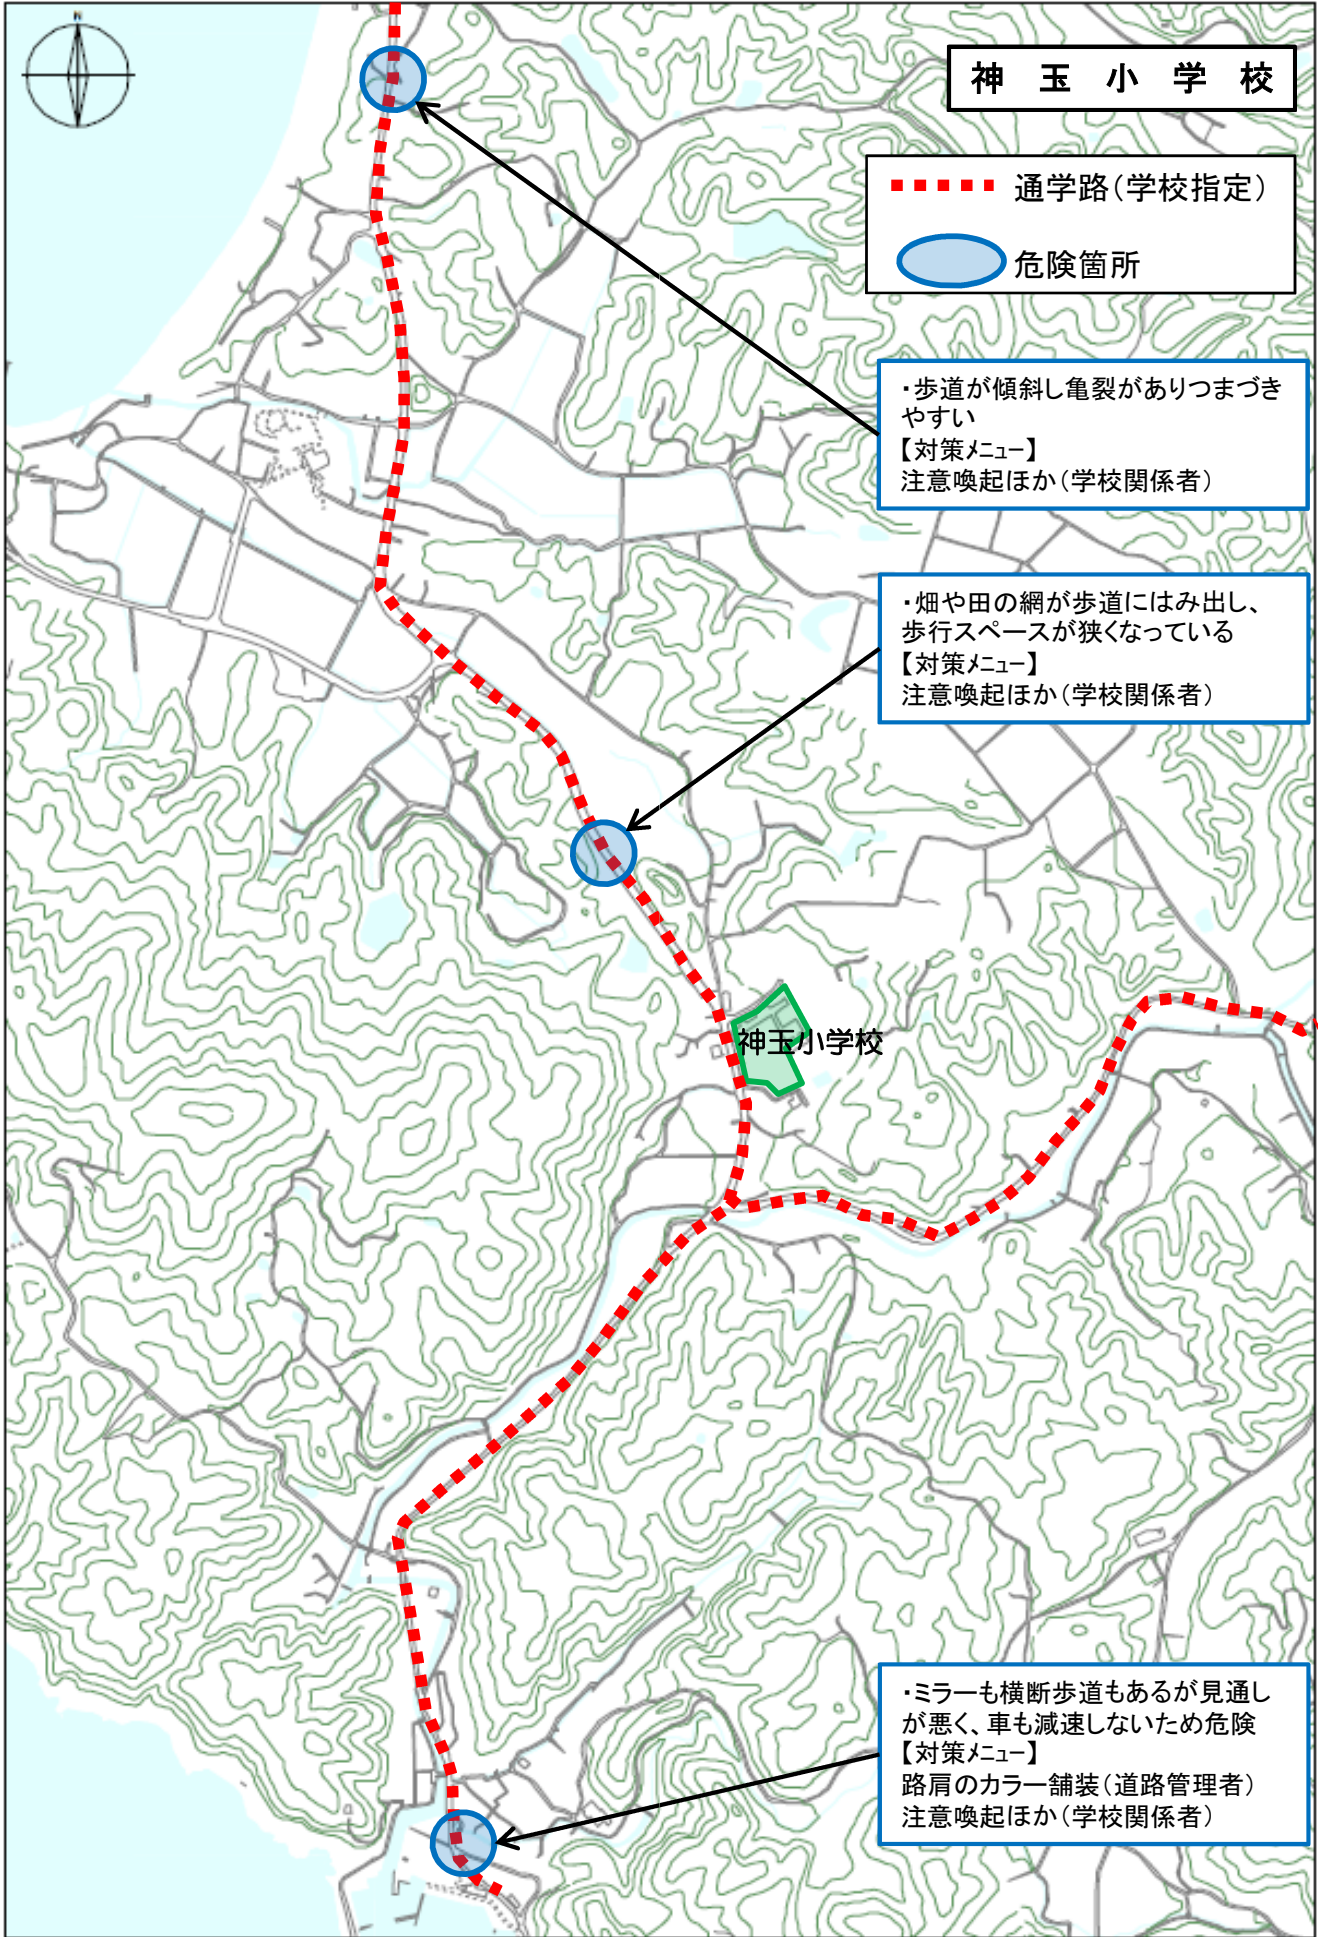 神玉小学校
通学路(学校指定)
危険箇所
・歩道が傾斜し亀裂がありつまづき
やすい
【対策メニュー】
注意喚起ほか(学校関係者)
・畑や田の網が歩道にはみ出し、
歩行スペースが狭くなっている
【対策メニュー】
注意喚起ほか(学校関係者)
神玉小学校
・ミラーも横断歩道もあるが見通し
が悪く、車も減速しないため危険
【対策メニュー】
路肩のカラー舗装(道路管理者)
注意喚起ほか(学校関係者)